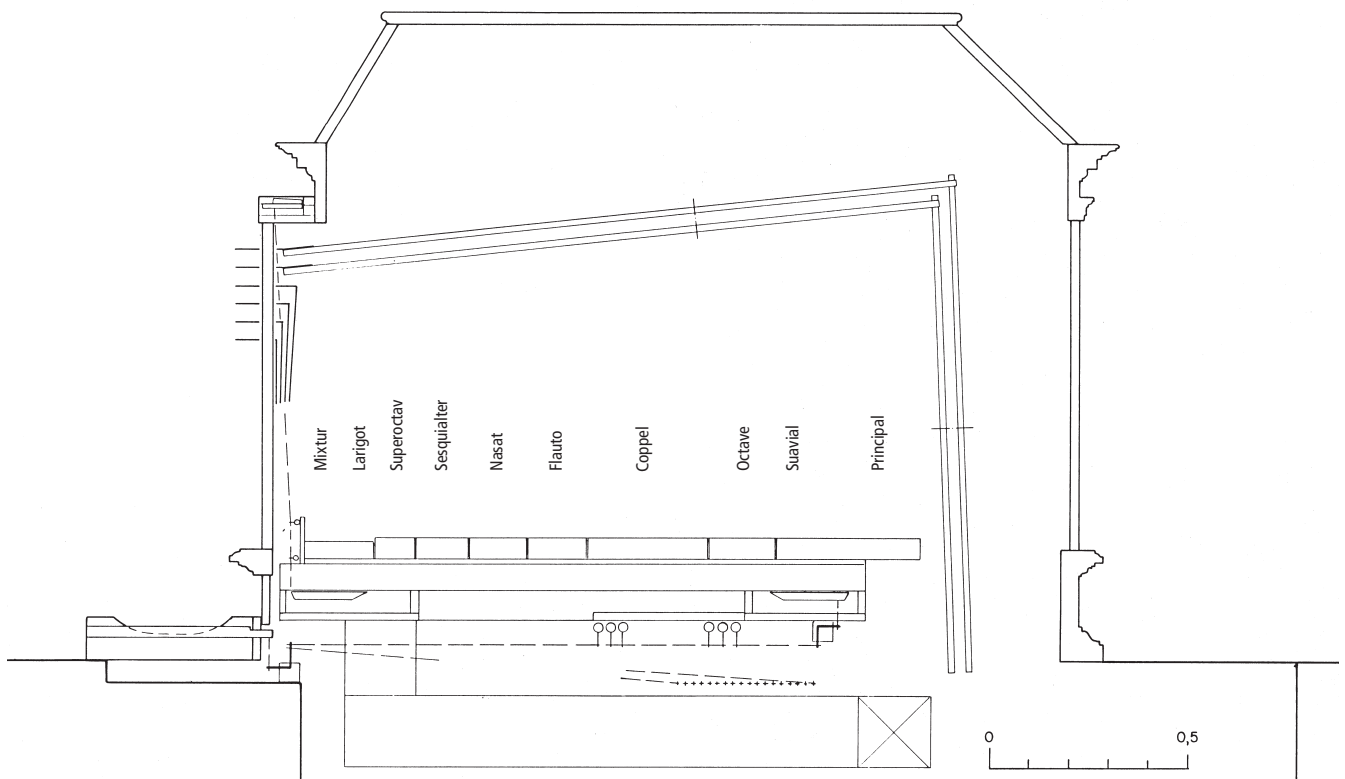 Mixtur
Larigot
Superoctav
Sesquialter
Nasat
Flauto
Coppel
Octave
Suavial
Principal
0 0,5